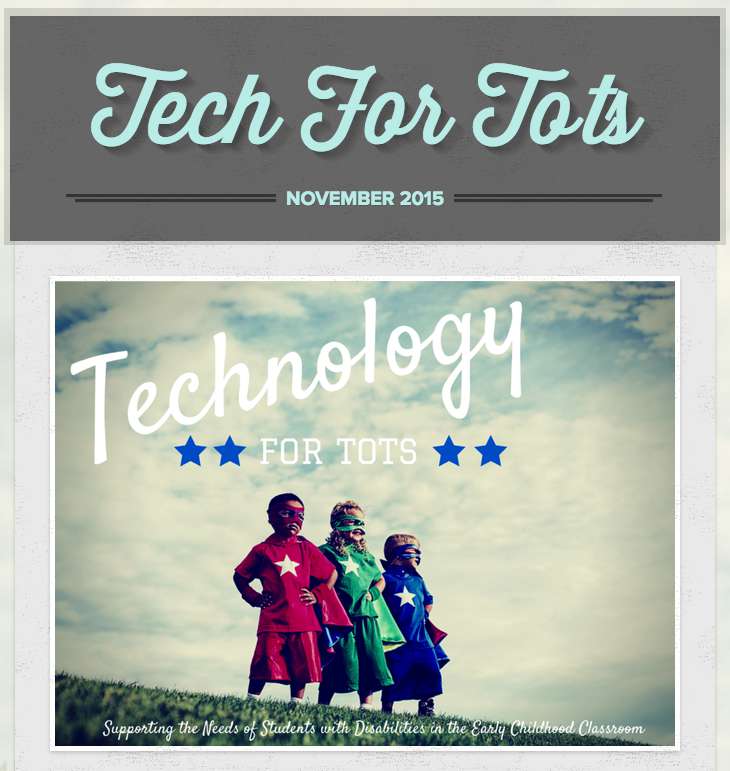 Tech For Tots
NOVEMBER 2015
Technology
FOR TOTS
Supporting the Needs of Students with Disabilities in the Early Childhood Classroom